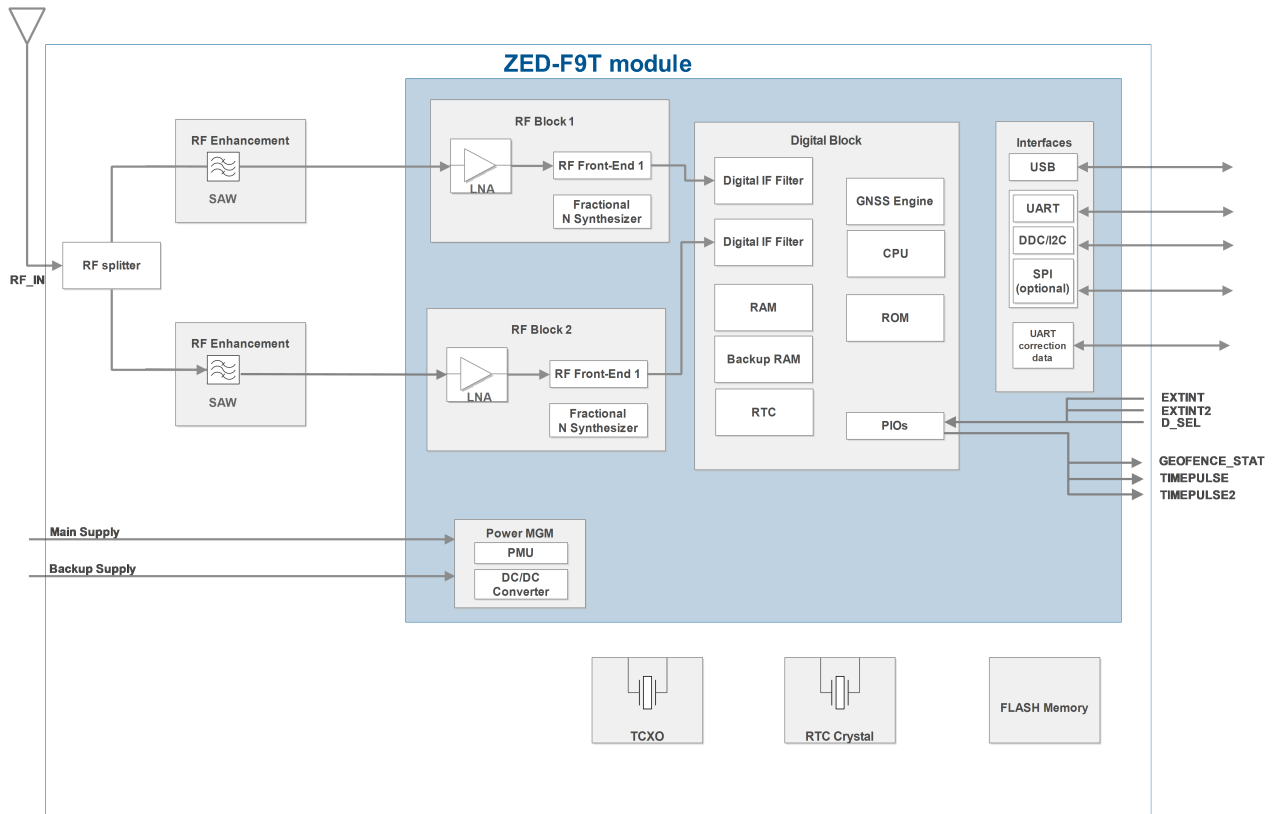 ZED-F9T module
RF_IN
RF splitter
RF Enhancement
SAW
RF Enhancement
SAW
RF Block 1
LNA
RF Front-End 1
Fractional
N Synthesizer
RF Block 2
LNA
RF Front-End 1
Fractional
N Synthesizer
Digital Block
Digital IF Filter
Digital IF Filter
RAM
Backup RAM
RTC
GNSS Engine
CPU
ROM
PIOs
Interfaces
USB
UART
DDC/I2C
SPI
(optional)
UART
correction
data
EXTINT
EXTINT2
D_SEL
GEOFENCE_STAT
TIMEPULSE
TIMEPULSE2
Main Supply
Backup Supply
Power MGM
PMU
DC/DC
Converter
TCXO
RTC Crystal
FLASH Memory